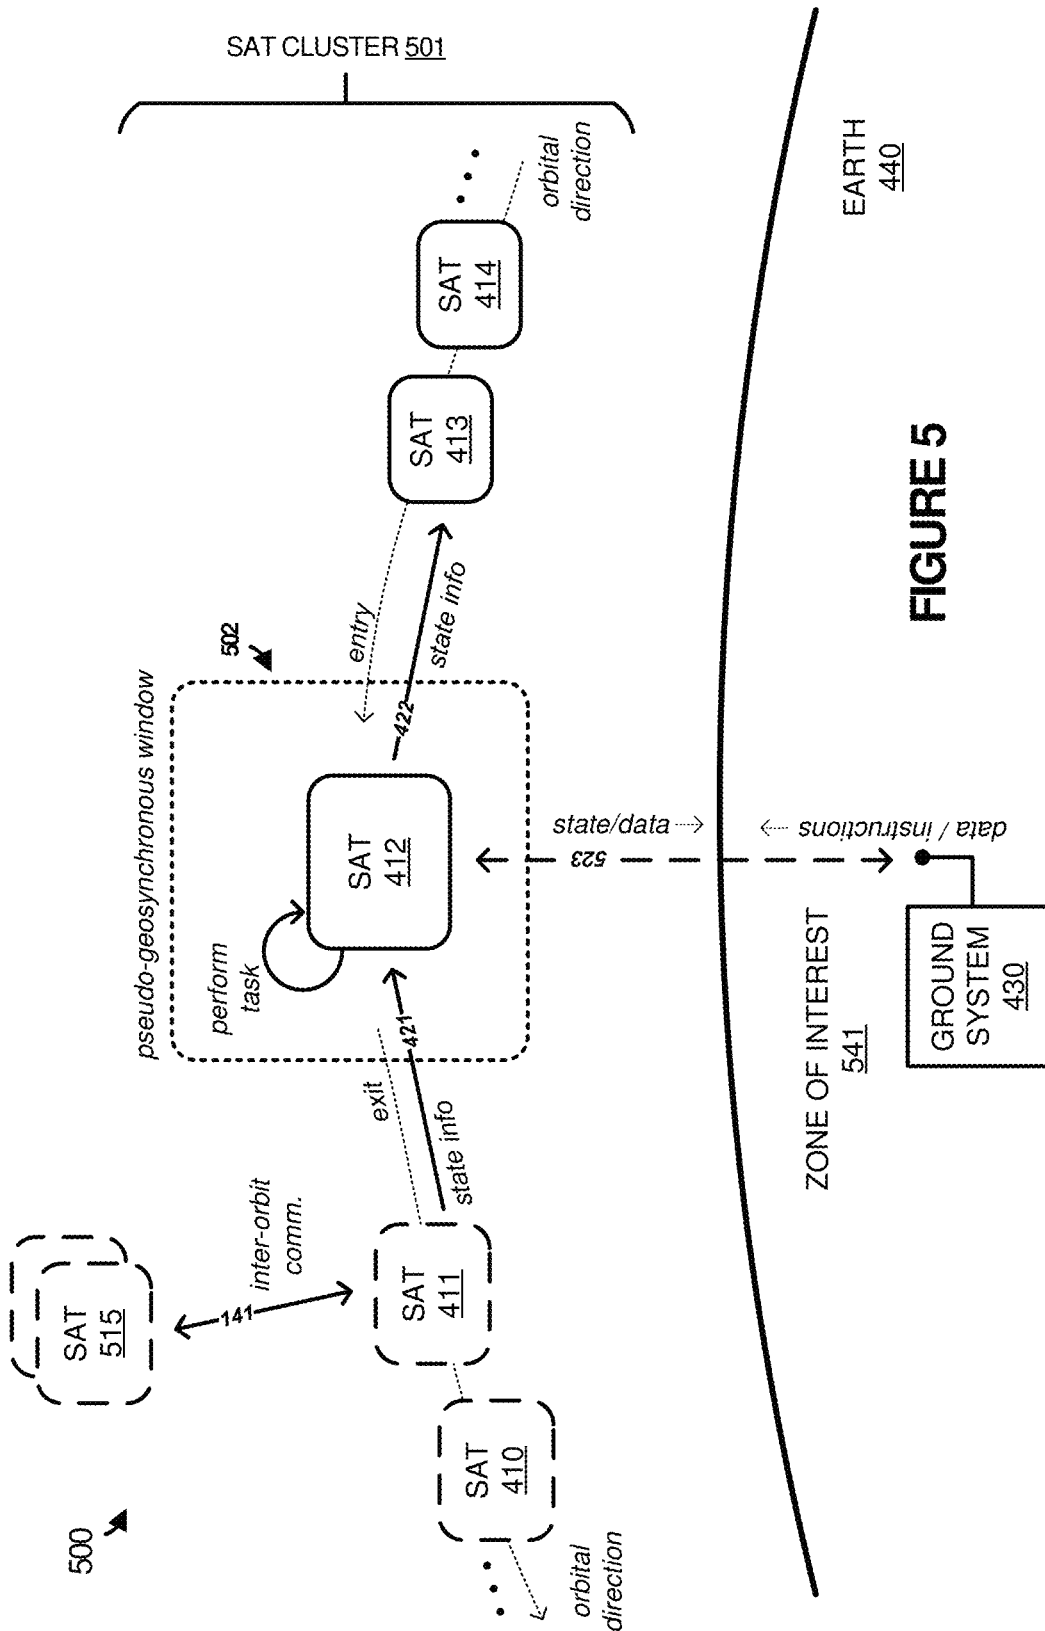 500
SAT
515
141
inter-orbit
comm.
SAT CLUSTER 501
pseudo-geosynchronous window
502
perform
task
SAT
412
exit
entry
421
state info
422
state info
SAT
410
SAT
411
SAT
413
SAT
414
orbital
direction
orbital
direction
state/data
523
data / instructions
ZONE OF INTEREST
541
EARTH
440
GROUND
SYSTEM
430
FIGURE 5